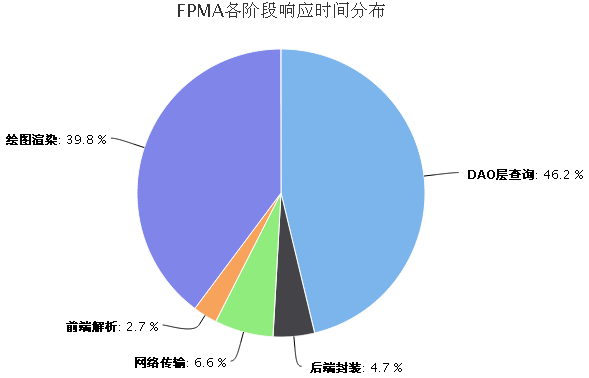 FPMA各阶段响应时间分布
绘图渲染: 39.8 %
DAO层查询: 46.2 %
前端解析: 2.7 %
网络传输: 6.6 %
后端封装: 4.7 %